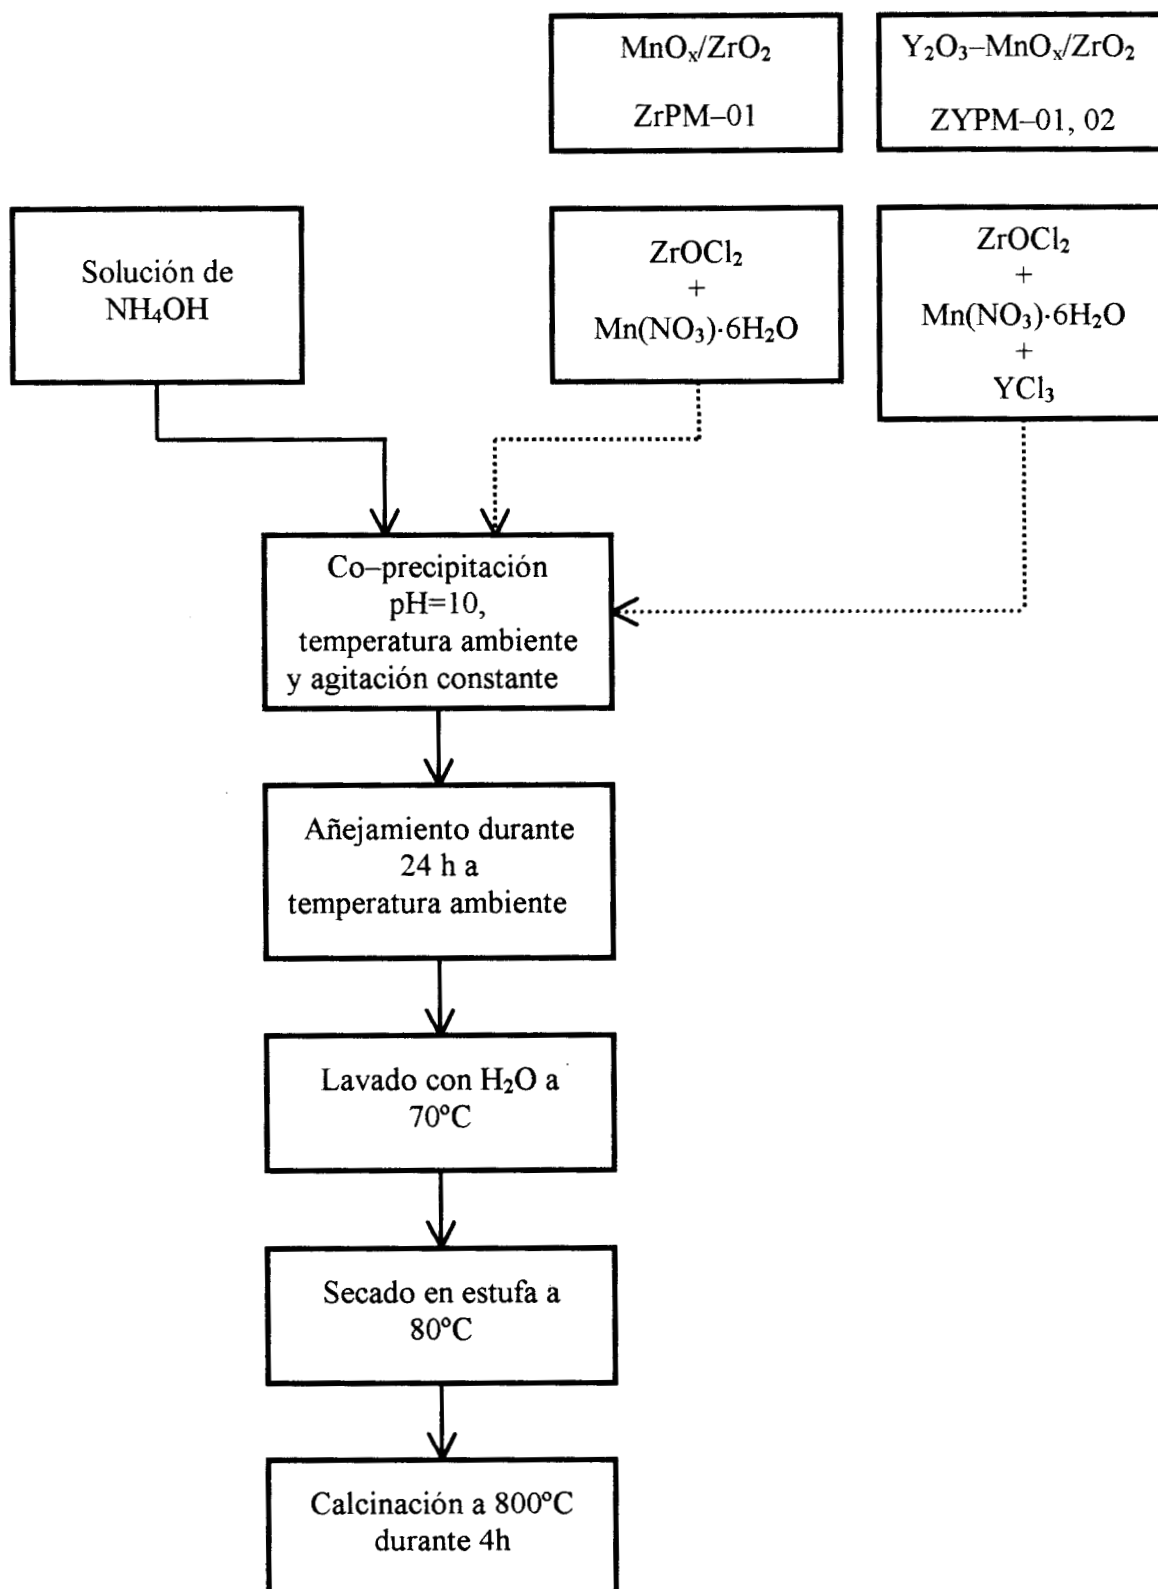 MnOₓ/ZrO₂
ZrPM–01
Y₂O₃–MnOₓ/ZrO₂
ZYPM–01, 02
Solución de
NH₄OH
ZrOCl₂
+
Mn(NO₃)·6H₂O
ZrOCl₂
+
Mn(NO₃)·6H₂O
+
YCl₃
Co–precipitación
pH=10,
temperatura ambiente
y agitación constante
Añejamiento durante
24 h a
temperatura ambiente
Lavado con H₂O a
70ºC
Secado en estufa a
80ºC
Calcinación a 800ºC
durante 4h